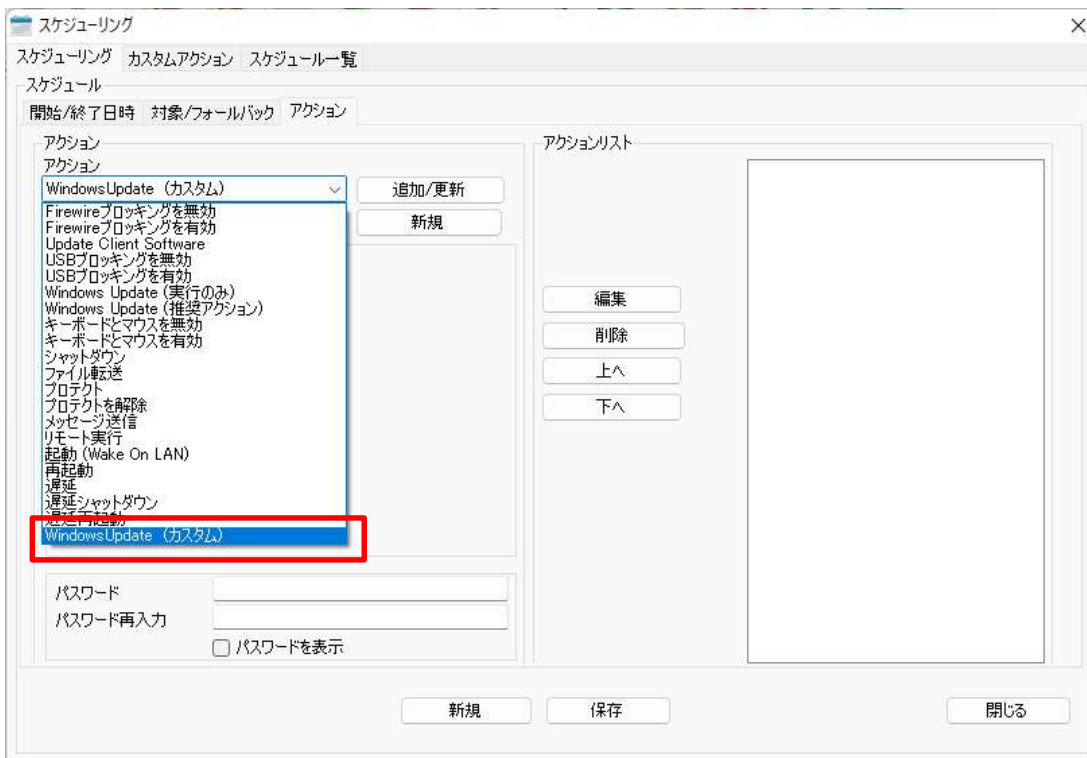 スケジューリング
スケジューリング カスタムアクション スケジュール一覧
スケジュール
開始/終了日時 対象/フォールバック アクション
アクション
アクション
WindowsUpdate (カスタム)
追加/更新
Firewireブロッキングを無効
Firewireブロッキングを有効
新規
Update Client Software
USBブロッキングを無効
USBブロッキングを有効
Windows Update (実行のみ)
Windows Update (推奨アクション)
キーボードとマウスを無効
キーボードとマウスを有効
シャットダウン
ファイル転送
プロテクト
プロテクトを解除
メッセージ送信
リモート実行
起動 (Wake On LAN)
再起動
遅延
遅延シャットダウン
遅延再起動
WindowsUpdate (カスタム)
パスワード
パスワード再入力
パスワードを表示
アクションリスト
編集
削除
上へ
下へ
新規 保存 閉じる